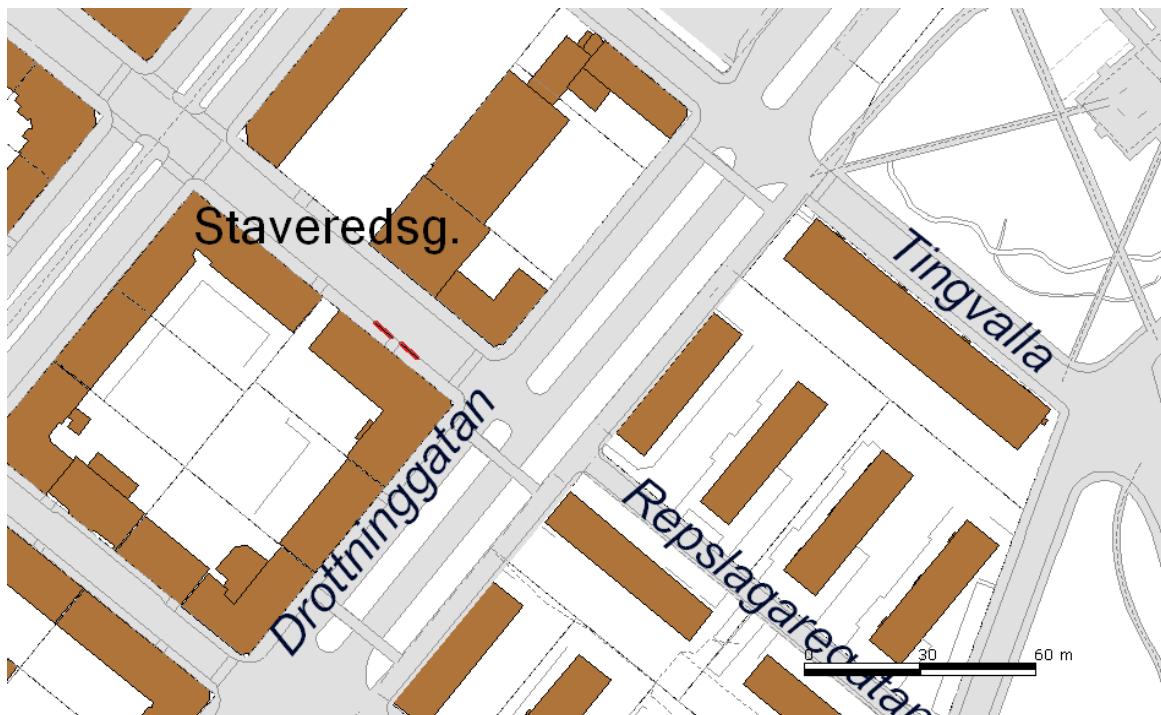 Staveredsg.
Tingvalla
Drottninggatan
Repslagaregatan
0 30 60 m